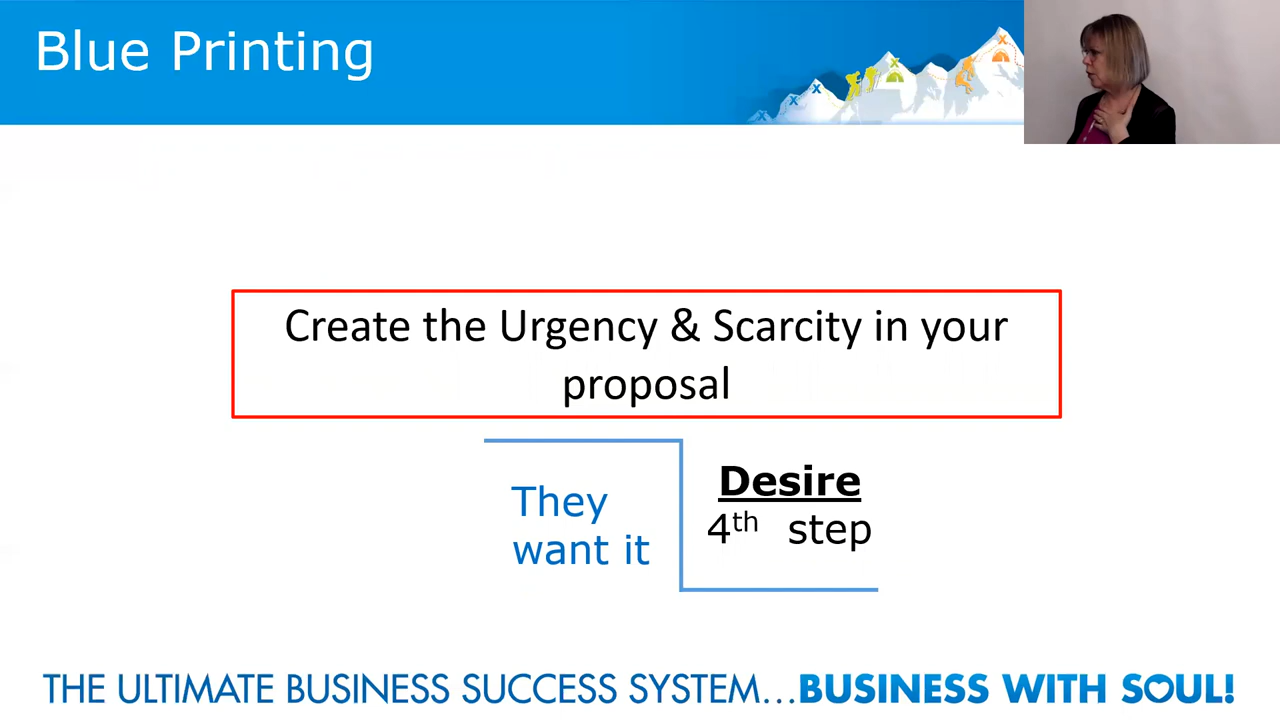 Blue Printing
Create the Urgency & Scarcity in your
proposal
They
want it
Desire
4th step
THE ULTIMATE BUSINESS SUCCESS SYSTEM...BUSINESS WITH SOUL!